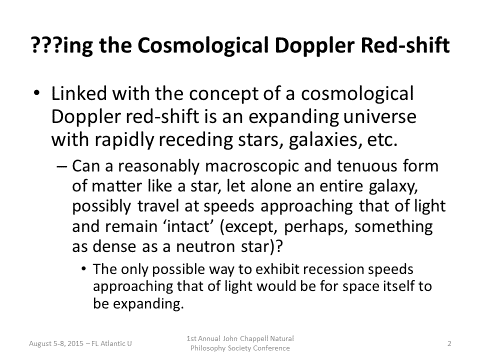 ???ing the Cosmological Doppler Red-shift
• Linked with the concept of a cosmological
Doppler red-shift is an expanding universe
with rapidly receding stars, galaxies, etc.
– Can a reasonably macroscopic and tenuous form
of matter like a star, let alone an entire galaxy,
possibly travel at speeds approaching that of light
and remain ‘intact’ (except, perhaps, something
as dense as a neutron star)?
• The only possible way to exhibit recession speeds
approaching that of light would be for space itself to
be expanding.
August 5-8, 2015 – FL Atlantic U
1st Annual John Chappell Natural
Philosophy Society Conference
2